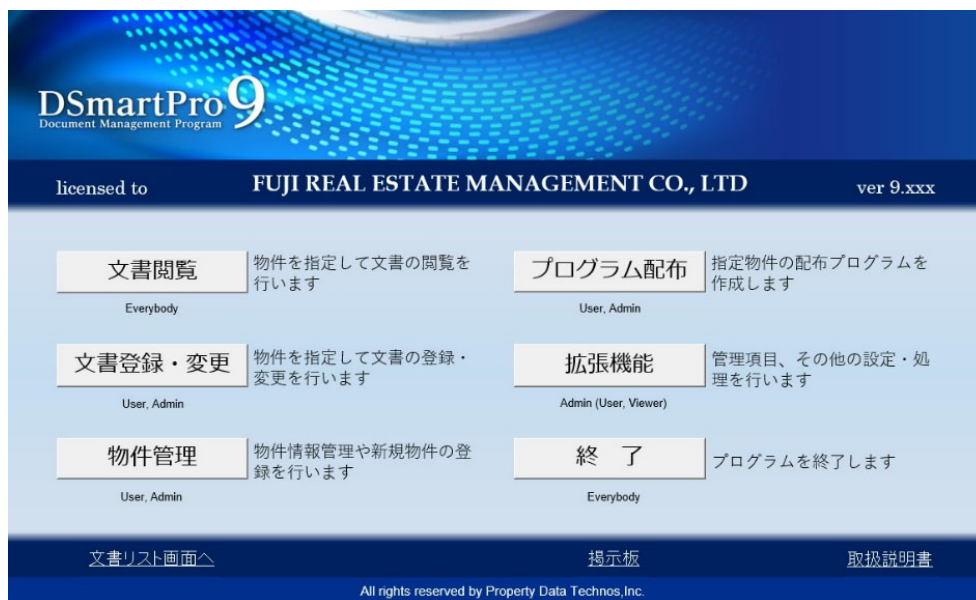 DSmartPro 9
Document Management Program
licensed to
FUJI REAL ESTATE MANAGEMENT CO., LTD
ver 9.xxx
文書閲覧
物件を指定して文書の閲覧を
行います
Everybody
プログラム配布
指定物件の配布プログラムを
作成します
User, Admin
文書登録・変更
物件を指定して文書の登録・
変更を行います
User, Admin
拡張機能
管理項目、その他の設定・処
理を行います
Admin (User, Viewer)
物件管理
物件情報管理や新規物件の登
録を行います
User, Admin
終　了
プログラムを終了します
Everybody
文書リスト画面へ
掲示板
取扱説明書
All rights reserved by Property Data Technos,Inc.